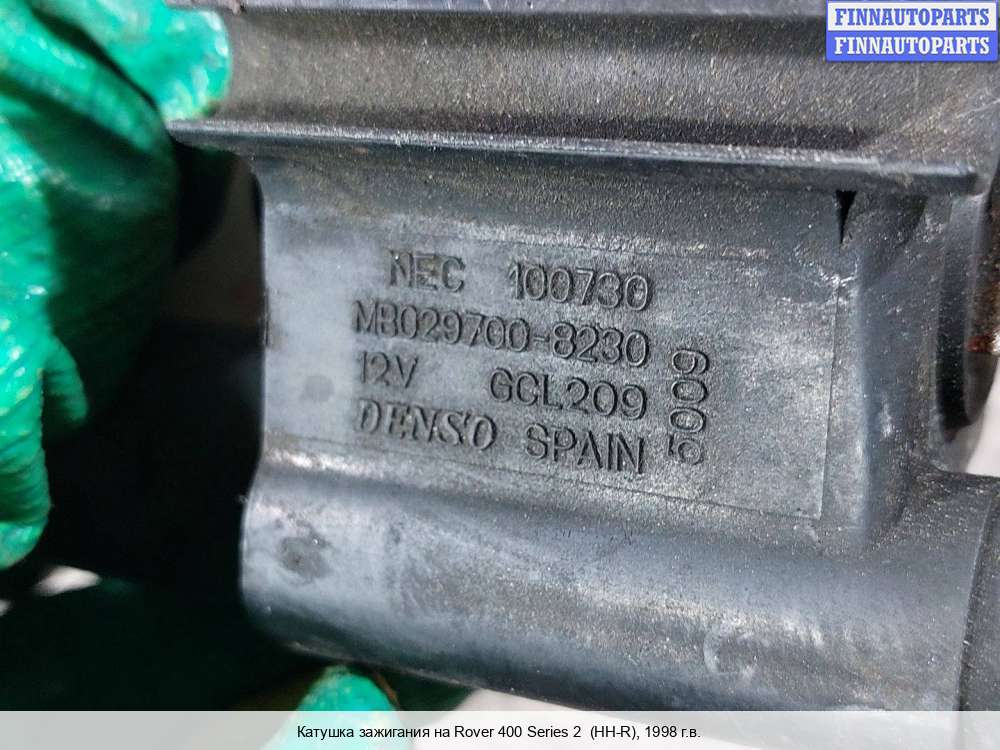 FINNAUTOPARTS
FINNAUTOPARTS
NEC 100730
MB029700-8230
12V GCL209
DENSO SPAIN
5009
Катушка зажигания на Rover 400 Series 2 (HH-R), 1998 г.в.